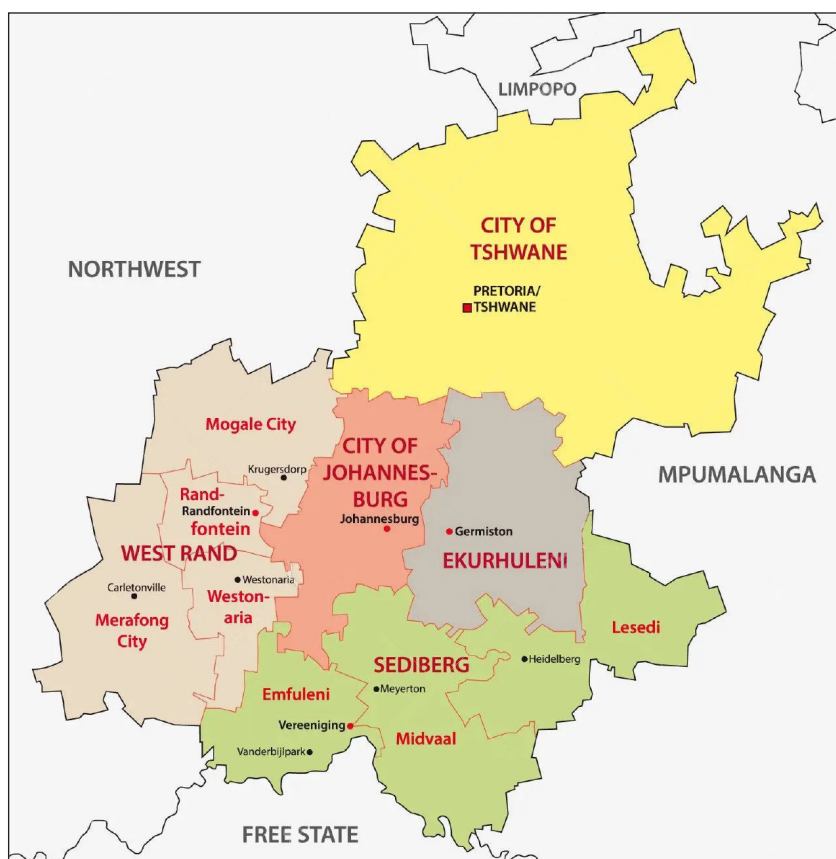 LIMPOPO
CITY OF
TSHWANE
NORTHWEST
PRETORIA/
TSHWANE
Mogale City
CITY OF
JOHANNES-
BURG
Krugersdorp
MPUMALANGA
Rand-
Randfontein
fontein
Johannesburg
Germiston
WEST RAND
EKURHULENI
Carletonville
Westonaria
Weston-
aria
Merafong
City
Lesedi
SEDIBERG
Heidelberg
Emfuleni
Meyerton
Vereeniging
Midvaal
Vanderbijlpark
FREE STATE